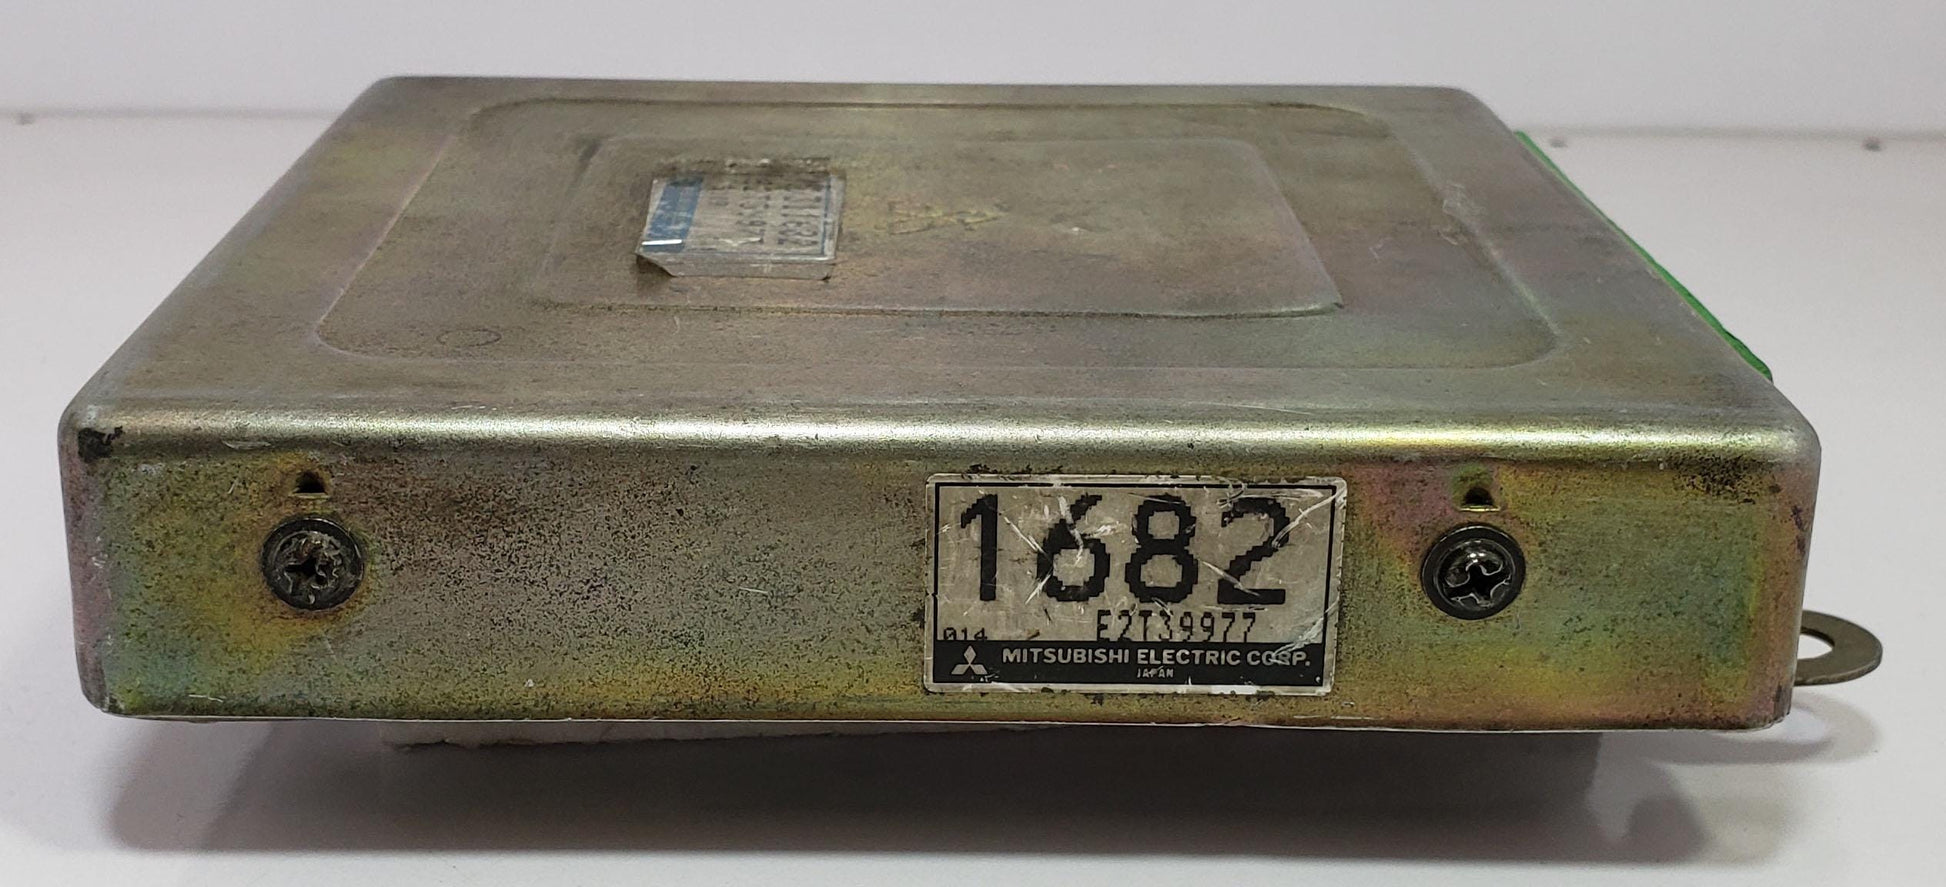 1682
014 E2T39977
MITSUBISHI ELECTRIC CORP.
JAPAN